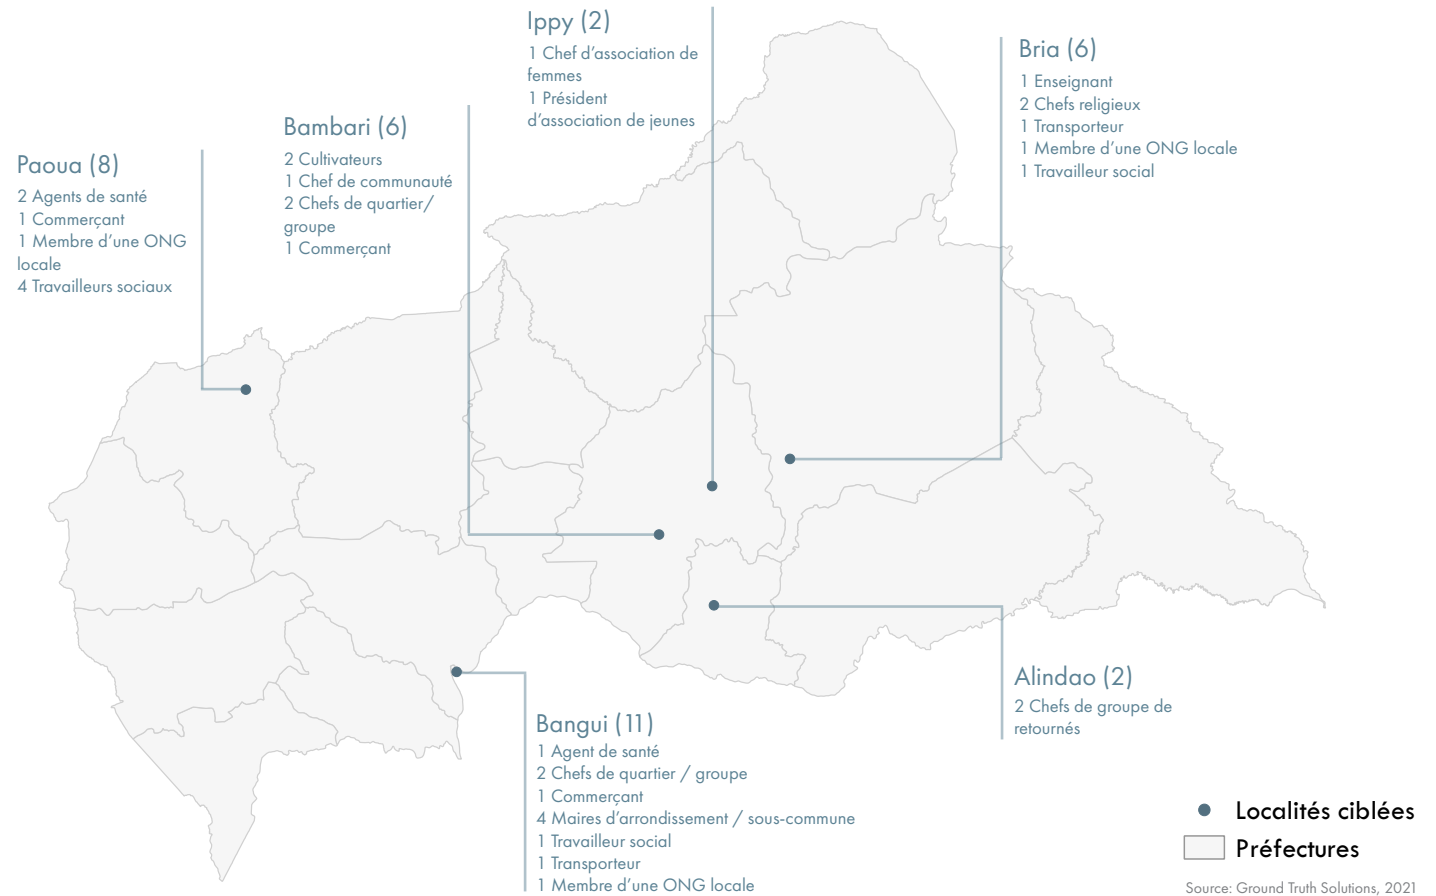 Ippy (2)
1 Chef d’association de
femmes
1 Président
d’association de jeunes
Bria (6)
1 Enseignant
2 Chefs religieux
1 Transporteur
1 Membre d’une ONG locale
1 Travailleur social
Bambari (6)
2 Cultivateurs
1 Chef de communauté
2 Chefs de quartier/
groupe
1 Commerçant
Paoua (8)
2 Agents de santé
1 Commerçant
1 Membre d’une ONG
locale
4 Travailleurs sociaux
Alindao (2)
2 Chefs de groupe de
retournés
Bangui (11)
1 Agent de santé
2 Chefs de quartier / groupe
1 Commerçant
4 Maires d’arrondissement / sous-commune
1 Travailleur social
1 Transporteur
1 Membre d’une ONG locale
Localités ciblées
Préfectures
Source: Ground Truth Solutions, 2021